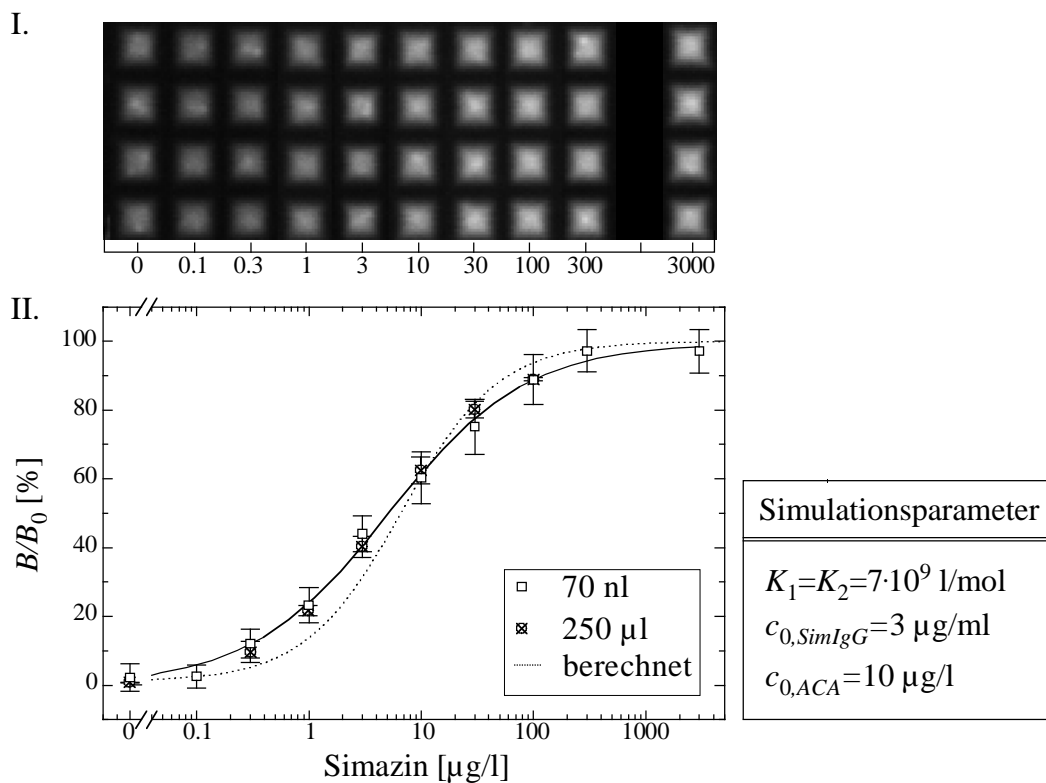 I.
0 0.1 0.3 1 3 10 30 100 300 3000
II.
100
80
60
40
20
0
B/B₀ [%]
70 nl
250 µl
berechnet
0 0.1 1 10 100 1000
Simazin [µg/l]
Simulationsparameter
K₁=K₂=7·10⁹ l/mol
c₀,SimIgG=3 µg/ml
c₀,ACA=10 µg/l